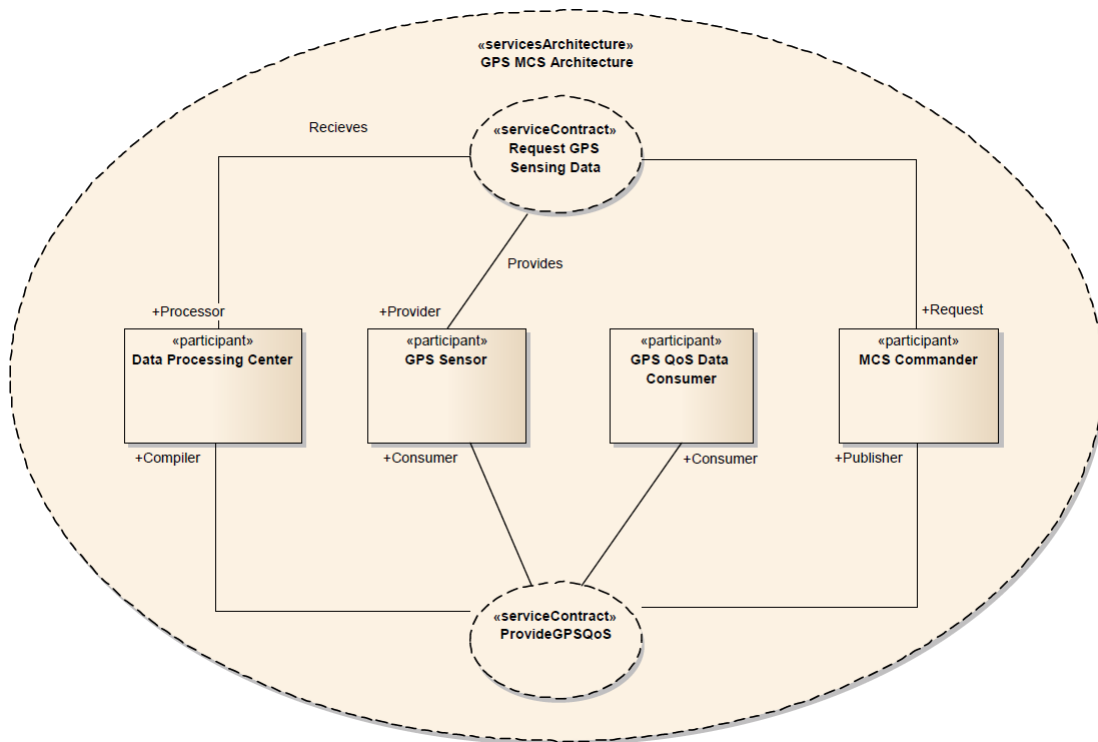 «servicesArchitecture»
GPS MCS Architecture
«serviceContract»
Request GPS
Sensing Data
Recieves
Provides
+Processor
+Provider
+Request
«participant»
Data Processing Center
«participant»
GPS Sensor
«participant»
GPS QoS Data
Consumer
«participant»
MCS Commander
+Compiler
+Consumer
+Consumer
+Publisher
«serviceContract»
ProvideGPSQoS